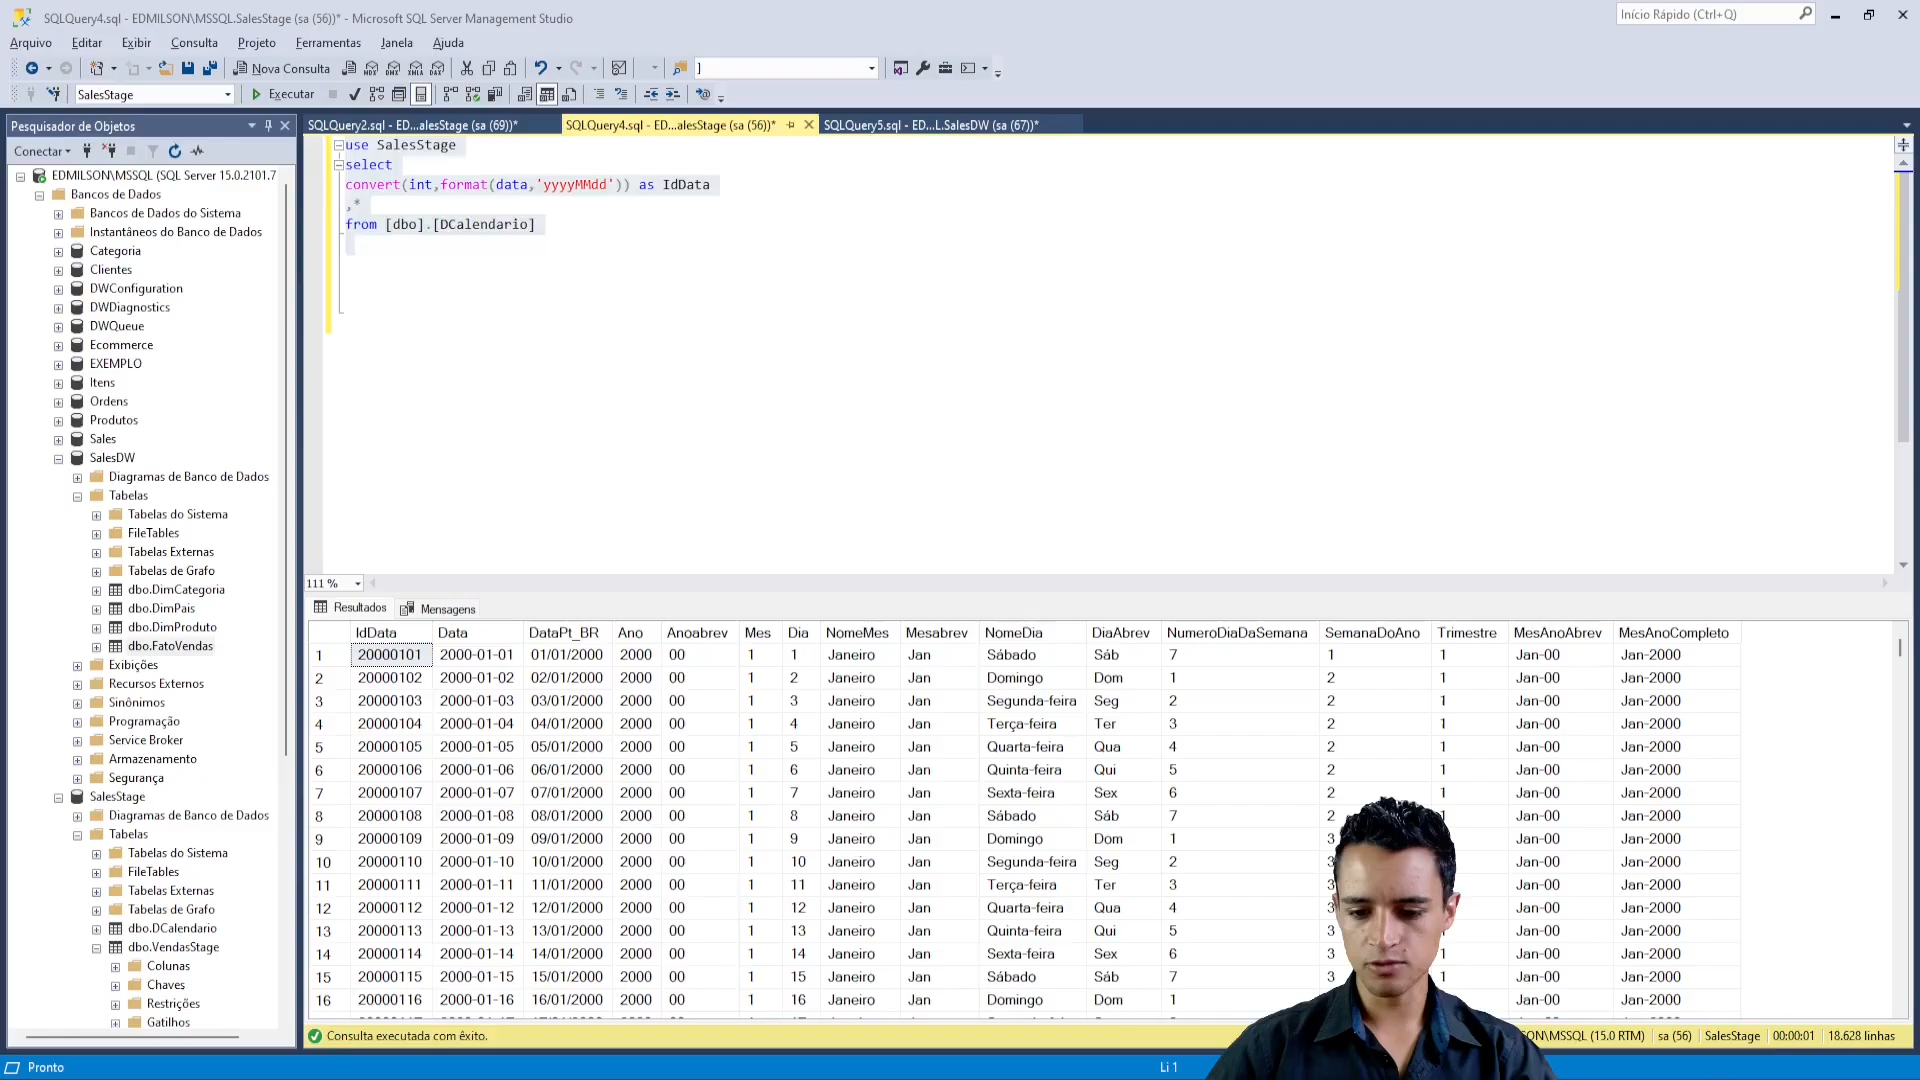 SQLQuery4.sql - EDMILSON\MSSQL.SalesStage (sa (56))* - Microsoft SQL Server Management Studio
Início Rápido (Ctrl+Q)
Arquivo Editar Exibir Consulta Projeto Ferramentas Janela Ajuda
Nova Consulta ]
SalesStage Executar
Pesquisador de Objetos
SQLQuery2.sql - ED...alesStage (sa (69))* SQLQuery4.sql - ED...alesStage (sa (56))* SQLQuery5.sql - ED...L.SalesDW (sa (67))*
Conectar
EDMILSON\MSSQL (SQL Server 15.0.2101.7
Bancos de Dados
Bancos de Dados do Sistema
Instantâneos do Banco de Dados
Categoria
Clientes
DWConfiguration
DWDiagnostics
DWQueue
Ecommerce
EXEMPLO
Itens
Ordens
Produtos
Sales
SalesDW
Diagramas de Banco de Dados
Tabelas
Tabelas do Sistema
FileTables
Tabelas Externas
Tabelas de Grafo
dbo.DimCategoria
dbo.DimPais
dbo.DimProduto
dbo.FatoVendas
Exibições
Recursos Externos
Sinônimos
Programação
Service Broker
Armazenamento
Segurança
SalesStage
Diagramas de Banco de Dados
Tabelas
Tabelas do Sistema
FileTables
Tabelas Externas
Tabelas de Grafo
dbo.DCalendario
dbo.VendasStage
Colunas
Chaves
Restrições
Gatilhos
use SalesStage
select
convert(int,format(data,'yyyyMMdd')) as IdData
,*
from [dbo].[DCalendario]
111 %
Resultados Mensagens
IdData Data DataPt_BR Ano Anoabrev Mes Dia NomeMes Mesabrev NomeDia DiaAbrev NumeroDiaDaSemana SemanaDoAno Trimestre MesAnoAbrev MesAnoCompleto
1 20000101 2000-01-01 01/01/2000 2000 00 1 1 Janeiro Jan Sábado Sáb 7 1 1 Jan-00 Jan-2000
2 20000102 2000-01-02 02/01/2000 2000 00 1 2 Janeiro Jan Domingo Dom 1 2 1 Jan-00 Jan-2000
3 20000103 2000-01-03 03/01/2000 2000 00 1 3 Janeiro Jan Segunda-feira Seg 2 2 1 Jan-00 Jan-2000
4 20000104 2000-01-04 04/01/2000 2000 00 1 4 Janeiro Jan Terça-feira Ter 3 2 1 Jan-00 Jan-2000
5 20000105 2000-01-05 05/01/2000 2000 00 1 5 Janeiro Jan Quarta-feira Qua 4 2 1 Jan-00 Jan-2000
6 20000106 2000-01-06 06/01/2000 2000 00 1 6 Janeiro Jan Quinta-feira Qui 5 2 1 Jan-00 Jan-2000
7 20000107 2000-01-07 07/01/2000 2000 00 1 7 Janeiro Jan Sexta-feira Sex 6 2 1 Jan-00 Jan-2000
8 20000108 2000-01-08 08/01/2000 2000 00 1 8 Janeiro Jan Sábado Sáb 7 2 1 Jan-00 Jan-2000
9 20000109 2000-01-09 09/01/2000 2000 00 1 9 Janeiro Jan Domingo Dom 1 3 Jan-00 Jan-2000
10 20000110 2000-01-10 10/01/2000 2000 00 1 10 Janeiro Jan Segunda-feira Seg 2 3 Jan-00 Jan-2000
11 20000111 2000-01-11 11/01/2000 2000 00 1 11 Janeiro Jan Terça-feira Ter 3 3 Jan-00 Jan-2000
12 20000112 2000-01-12 12/01/2000 2000 00 1 12 Janeiro Jan Quarta-feira Qua 4 3 Jan-00 Jan-2000
13 20000113 2000-01-13 13/01/2000 2000 00 1 13 Janeiro Jan Quinta-feira Qui 5 3 Jan-00 Jan-2000
14 20000114 2000-01-14 14/01/2000 2000 00 1 14 Janeiro Jan Sexta-feira Sex 6 3 1 Jan-00 Jan-2000
15 20000115 2000-01-15 15/01/2000 2000 00 1 15 Janeiro Jan Sábado Sáb 7 3 1 Jan-00 Jan-2000
16 20000116 2000-01-16 16/01/2000 2000 00 1 16 Janeiro Jan Domingo Dom 1 1 Jan-00 Jan-2000
Consulta executada com êxito. SON\MSSQL (15.0 RTM) sa (56) SalesStage 00:00:01 18.628 linhas
Pronto Li 1